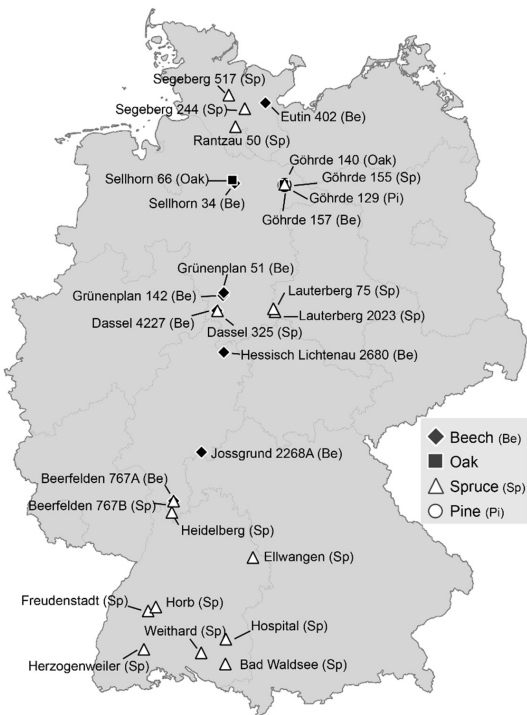 Segeberg 517 (Sp)
Segeberg 244 (Sp)
Eutin 402 (Be)
Rantzau 50 (Sp)
Göhrde 140 (Oak)
Sellhorn 66 (Oak)
Göhrde 155 (Sp)
Göhrde 129 (Pi)
Sellhorn 34 (Be)
Göhrde 157 (Be)
Grünenplan 51 (Be)
Grünenplan 142 (Be)
Lauterberg 75 (Sp)
Lauterberg 2023 (Sp)
Dassel 4227 (Be)
Dassel 325 (Sp)
Hessisch Lichtenau 2680 (Be)
Jossgrund 2268A (Be)
Beerfelden 767A (Be)
Beerfelden 767B (Sp)
Heidelberg (Sp)
Ellwangen (Sp)
Freudenstadt (Sp)
Horb (Sp)
Weithard (Sp)
Hospital (Sp)
Herzogenweiler (Sp)
Bad Waldsee (Sp)
Beech (Be)
Oak
Spruce (Sp)
Pine (Pi)